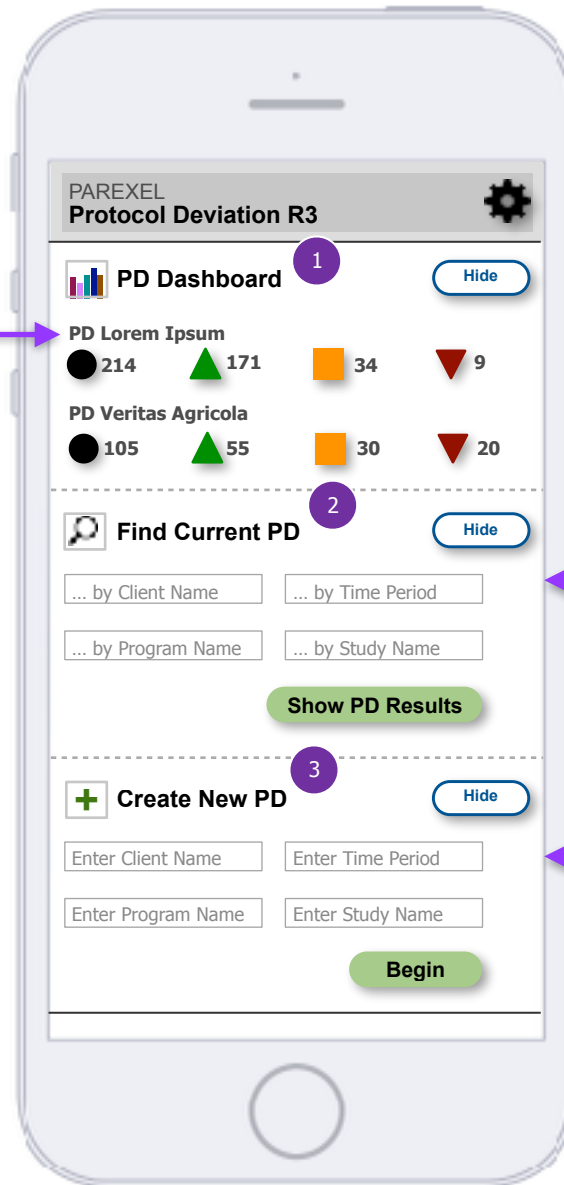 PAREXEL
Protocol Deviation R3
1
PD Dashboard
Hide
PD Lorem Ipsum
214 171 34 9
PD Veritas Agricola
105 55 30 20
2
Find Current PD
Hide
... by Client Name ... by Time Period
... by Program Name ... by Study Name
Show PD Results
3
Create New PD
Hide
Enter Client Name Enter Time Period
Enter Program Name Enter Study Name
Begin